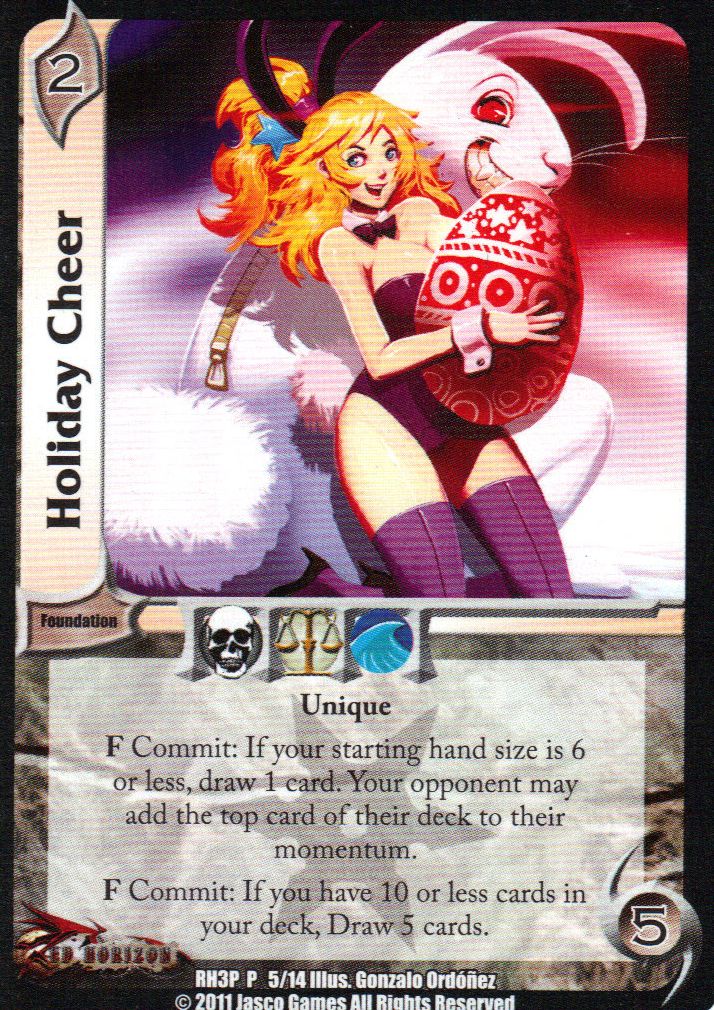 2
Holiday Cheer
Foundation
Unique
F Commit: If your starting hand size is 6
or less, draw 1 card. Your opponent may
add the top card of their deck to their
momentum.
F Commit: If you have 10 or less cards in
your deck, Draw 5 cards.
5
RED HORIZON
RH3P P 5/14 Illus. Gonzalo Ordóñez
© 2011 Jasco Games All Rights Reserved